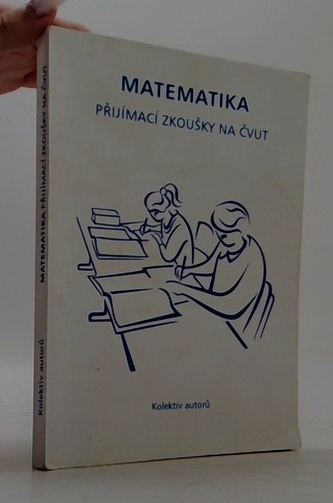 MATEMATIKA
PŘIJÍMACÍ ZKOUŠKY NA ČVUT
Kolektiv autorů
MATEMATIKA PŘIJÍMACÍ ZKOUŠKY NA ČVUT
Kolektiv autorů